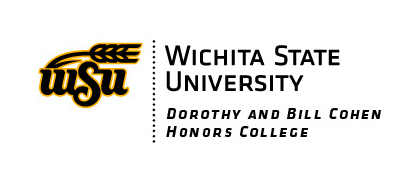 WSU
WICHITA STATE
UNIVERSITY
DOROTHY AND BILL COHEN
HONORS COLLEGE